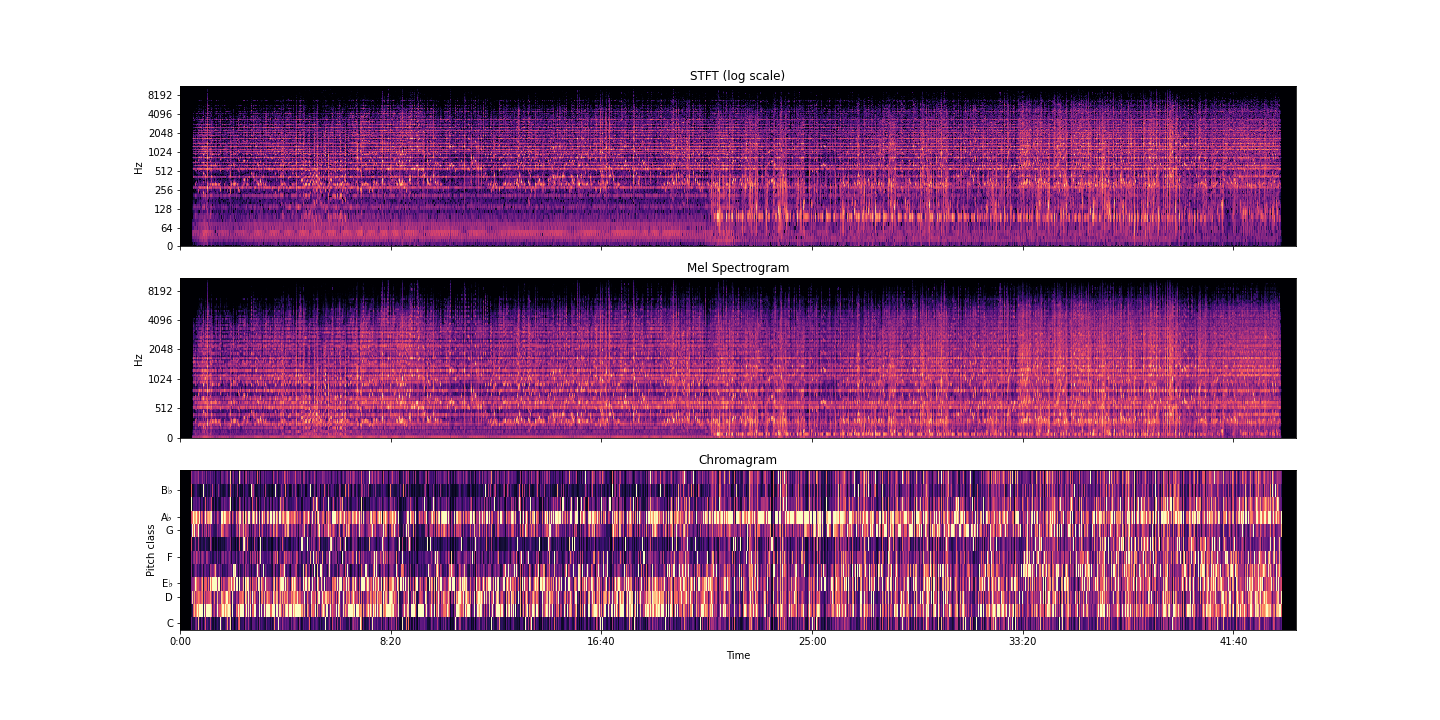 STFT (log scale)
8192
4096
2048
1024
512
256
128
64
0
Hz
Mel Spectrogram
8192
4096
2048
1024
512
0
Hz
Chromagram
B♭
A♭
G
F
E♭
D
C
Pitch class
0:00 8:20 16:40 25:00 33:20 41:40
Time